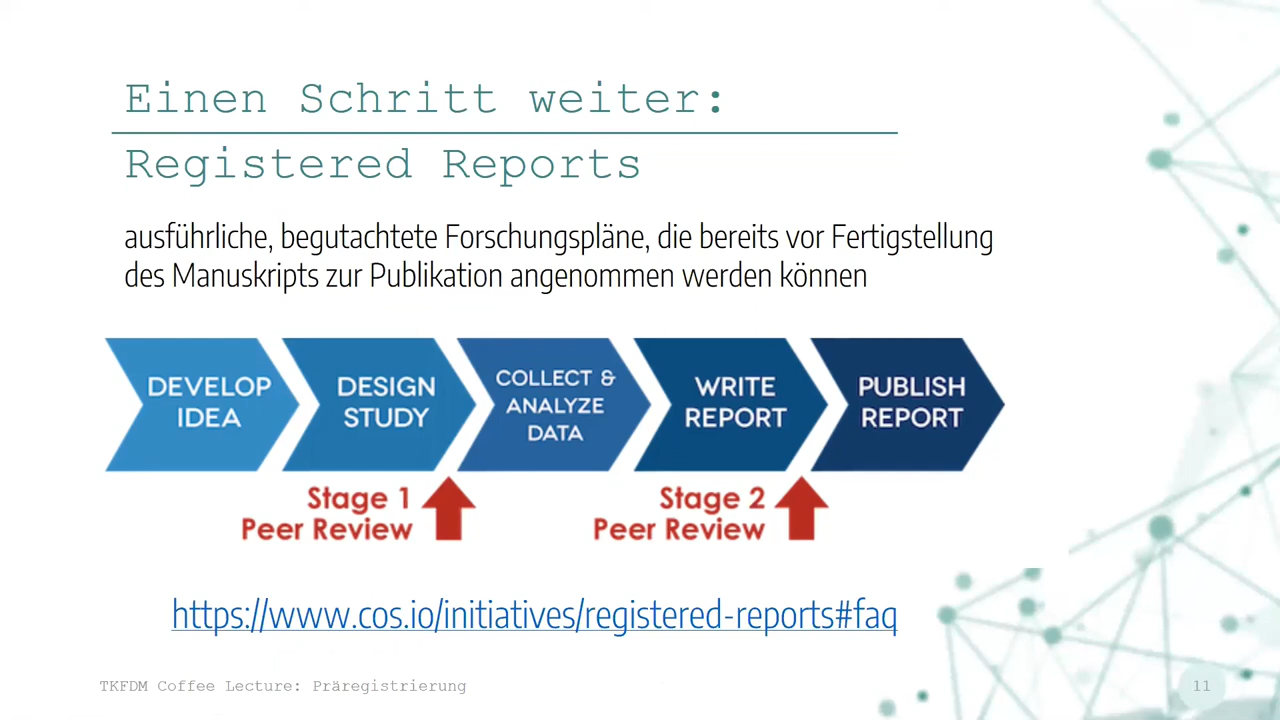 Einen Schritt weiter:
Registered Reports
ausführliche, begutachtete Forschungspläne, die bereits vor Fertigstellung
des Manuskripts zur Publikation angenommen werden können
DEVELOP
IDEA
DESIGN
STUDY
COLLECT &
ANALYZE
DATA
WRITE
REPORT
PUBLISH
REPORT
Stage 1
Peer Review
Stage 2
Peer Review
https://www.cos.io/initiatives/registered-reports#faq
TKFDM Coffee Lecture: Präregistrierung
11